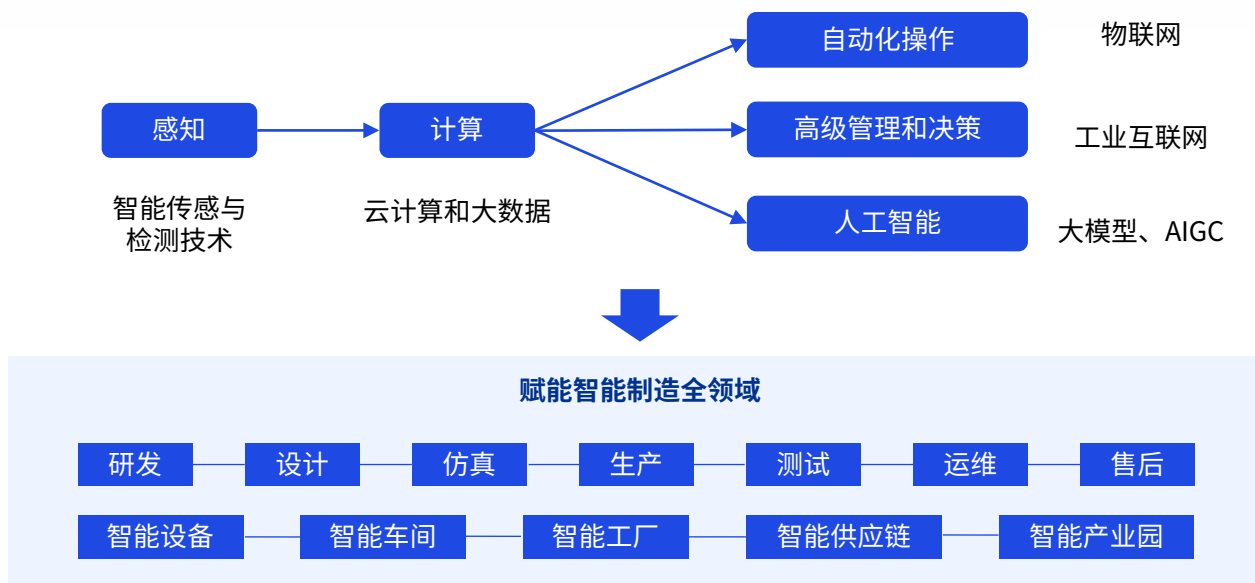 自动化操作
物联网
感知
计算
高级管理和决策
工业互联网
智能传感与
检测技术
云计算和大数据
人工智能
大模型、AIGC
赋能智能制造全领域
研发
设计
仿真
生产
测试
运维
售后
智能设备
智能车间
智能工厂
智能供应链
智能产业园